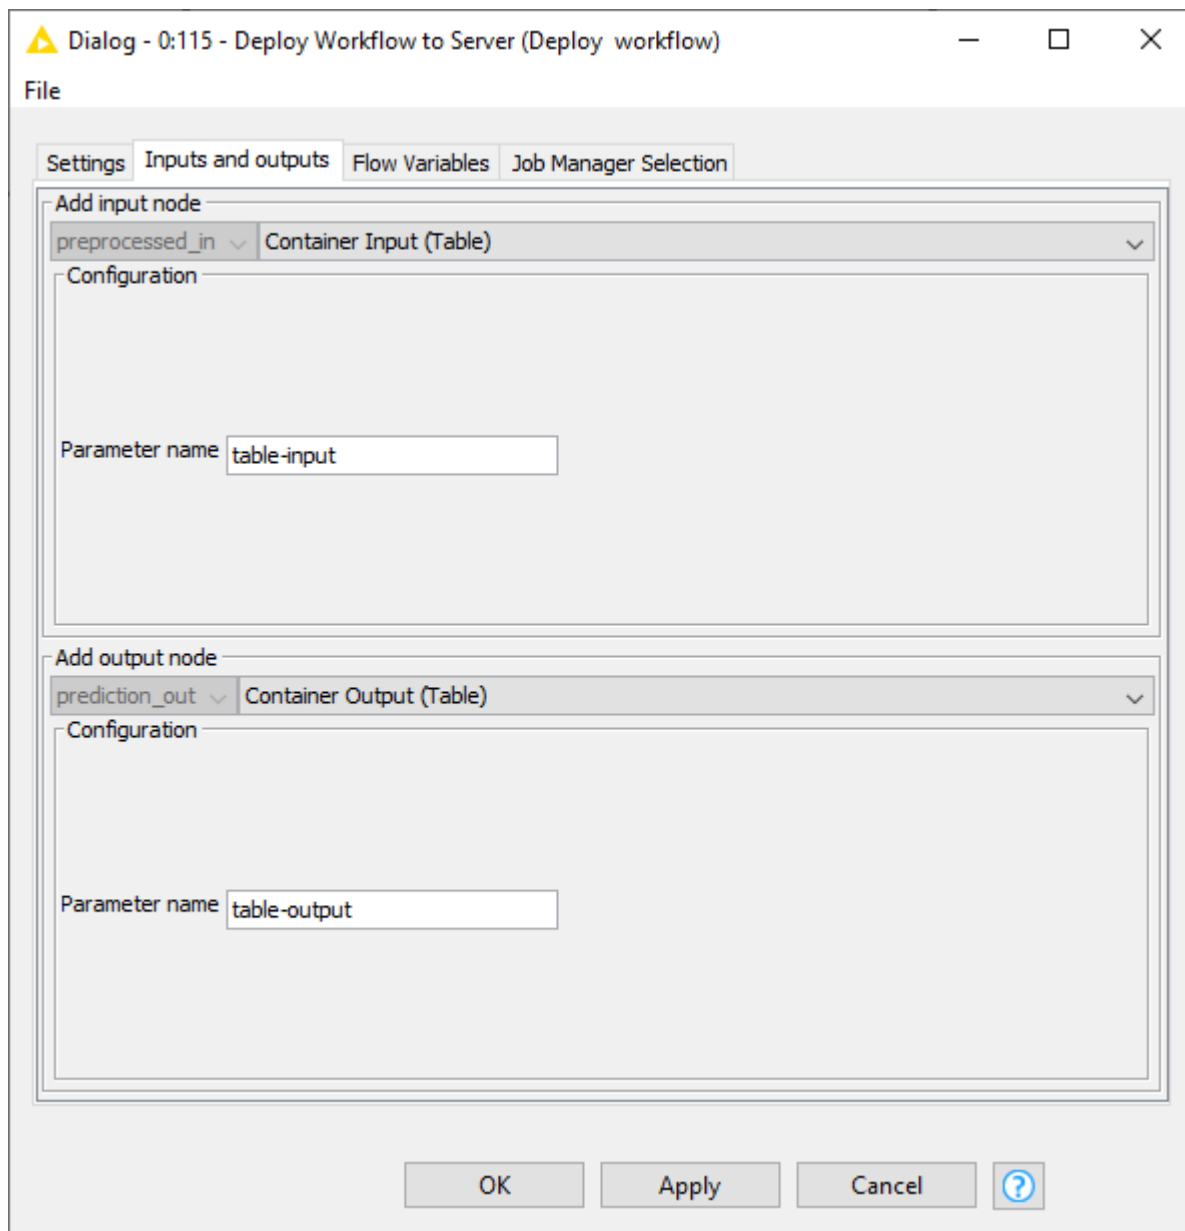 Dialog - 0:115 - Deploy Workflow to Server (Deploy  workflow)
File
Settings Inputs and outputs Flow Variables Job Manager Selection
Add input node
preprocessed_in Container Input (Table)
Configuration
Parameter name table-input
Add output node
prediction_out Container Output (Table)
Configuration
Parameter name table-output
OK Apply Cancel ?